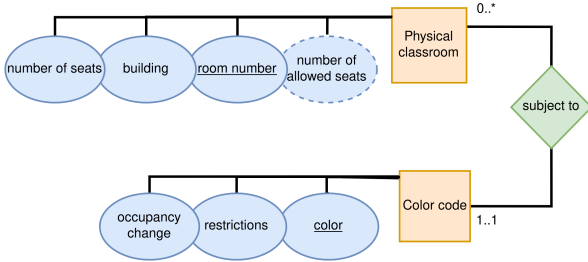 0..*
Physical
classroom
number of seats
building
room number
number of
allowed seats
subject to
occupancy
change
restrictions
color
Color code
1..1